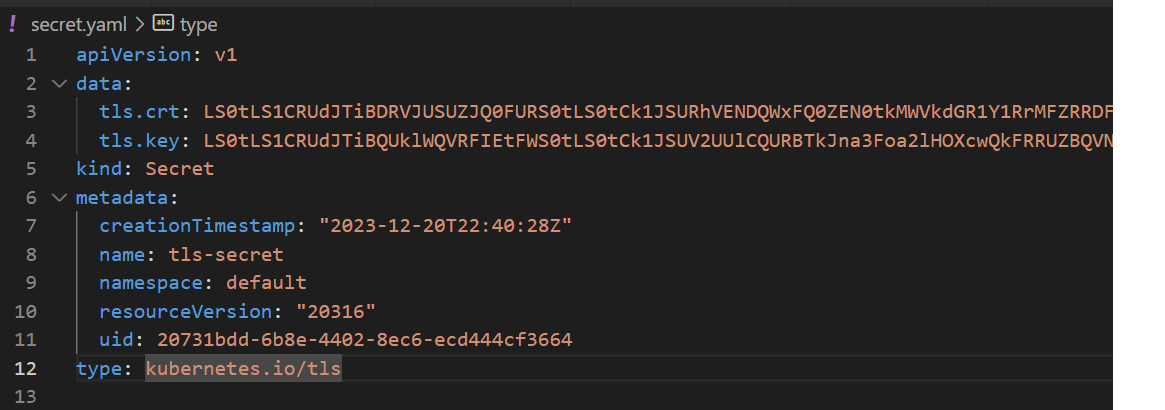 ! secret.yaml > abc type
1 apiVersion: v1
2 data:
3 tls.crt: LS0tLS1CRUdJTiBDRVJUSUZJQ0FURS0tLS0tCk1JSURhVENDQWxFQ0ZEN0tkMWVkdGR1Y1RrMFZRRDF
4 tls.key: LS0tLS1CRUdJTiBQUklWQVRFIEtFWS0tLS0tCk1JSUV2UUlCQURBTkJna3Foa2lHOXcwQkFRRUZBQVN
5 kind: Secret
6 metadata:
7 creationTimestamp: "2023-12-20T22:40:28Z"
8 name: tls-secret
9 namespace: default
10 resourceVersion: "20316"
11 uid: 20731bdd-6b8e-4402-8ec6-ecd444cf3664
12 type: kubernetes.io/tls
13